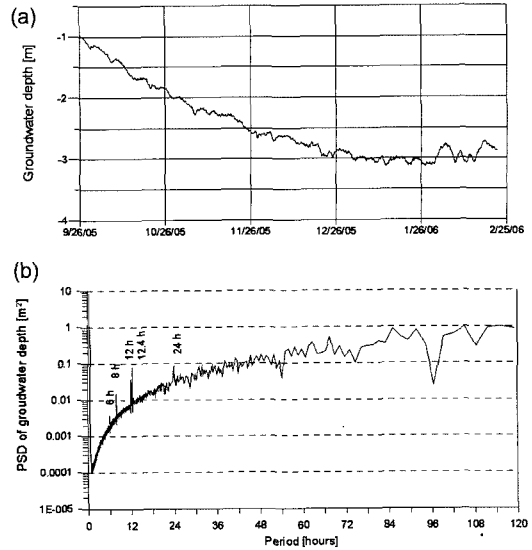 (a)
Groundwater depth [m]
-1
-2
-3
-4
9/26/05 10/26/05 11/26/05 12/26/05 1/26/06 2/25/06
(b)
PSD of groudwater depth [m²]
10
1
0.1
0.01
0.001
0.0001
1E-005
6 h
8 h
12 h
12.4 h
24 h
0 12 24 36 48 60 72 84 96 108 120
Period [hours]